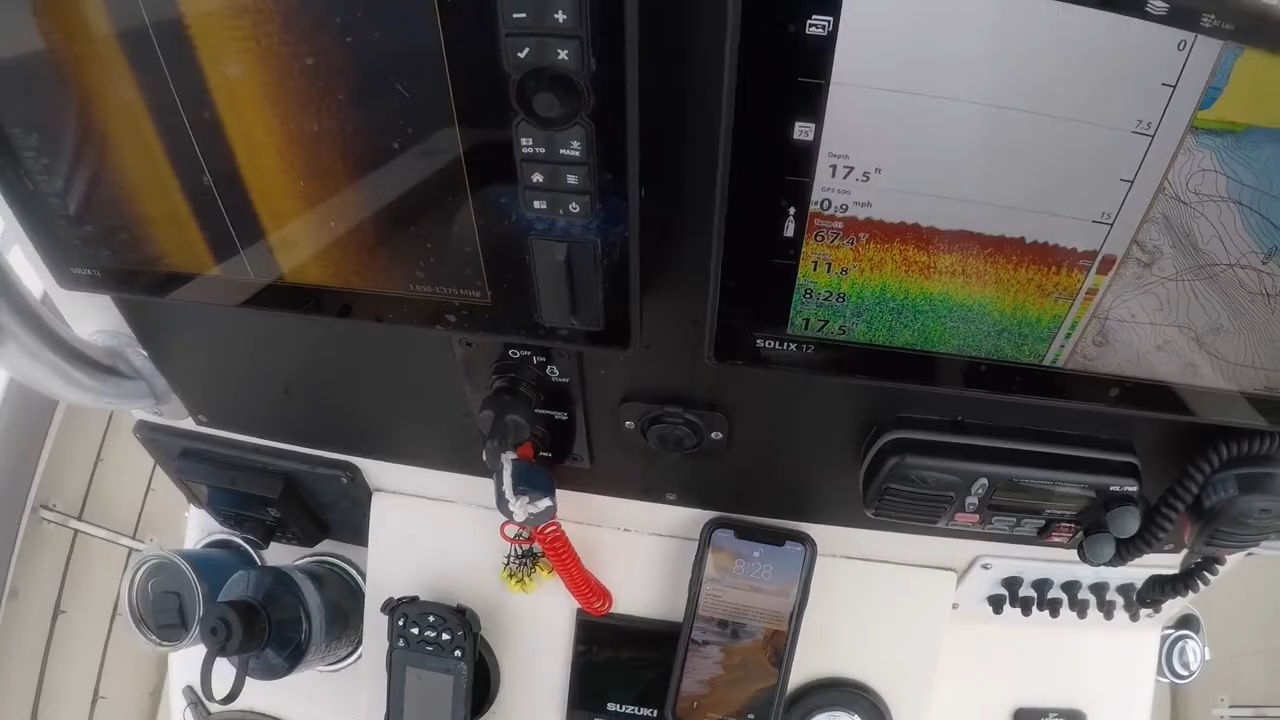 − +
GO TO MARK
SOLIX 12
1.050-1.175 MHz
0
7.5
15
75
Depth
17.5 ft
GPS SOG
0.9 mph
67.4
11.8
8:28
17.5
SOLIX 12
OFF ON
START
EMERGENCY
STOP
VOL/PWR
8:28
SUZUKI